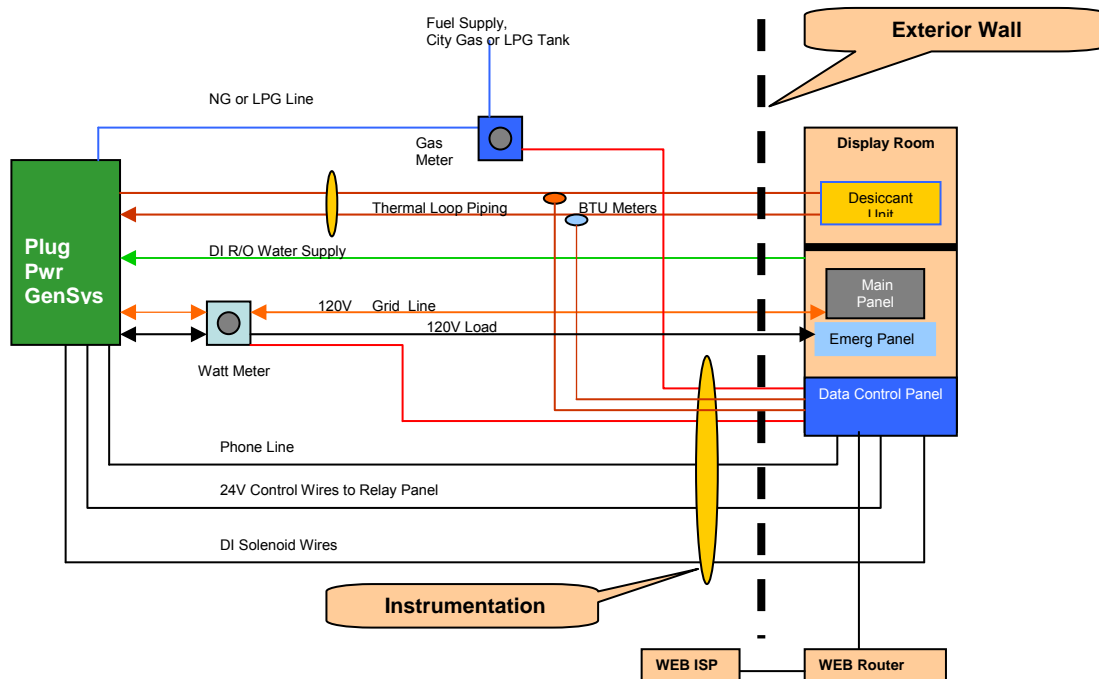 Fuel Supply,
City Gas or LPG Tank
Exterior Wall
NG or LPG Line
Gas
Meter
Display Room
Thermal Loop Piping
BTU Meters
Desiccant
Unit
Plug
Pwr
GenSys
DI R/O Water Supply
Main
Panel
120V Grid Line
120V Load
Emerg Panel
Watt Meter
Data Control Panel
Phone Line
24V Control Wires to Relay Panel
DI Solenoid Wires
Instrumentation
WEB ISP
WEB Router